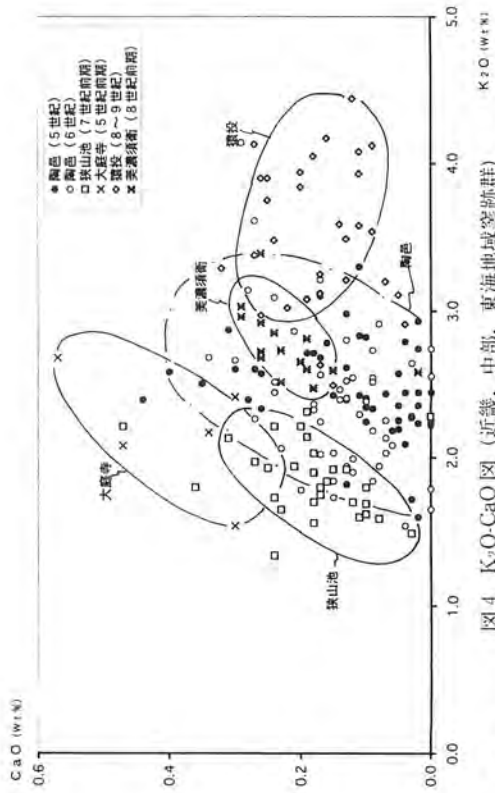 CaO (wt%)
0.6
0.4
0.2
0.0
0.0
1.0
2.0
3.0
4.0
5.0
K₂O (wt%)
● 陶邑 (5世紀)
○ 陶邑 (6世紀)
□ 狭山池 (7世紀前期)
× 大庭寺 (5世紀前期)
◇ 猿投 (8～9世紀)
✖ 美濃須衛 (8世紀前期)
大庭寺
狭山池
美濃須衛
猿投
陶邑
図4 K₂O-CaO図 (近畿, 中部, 東海地域窯跡群)